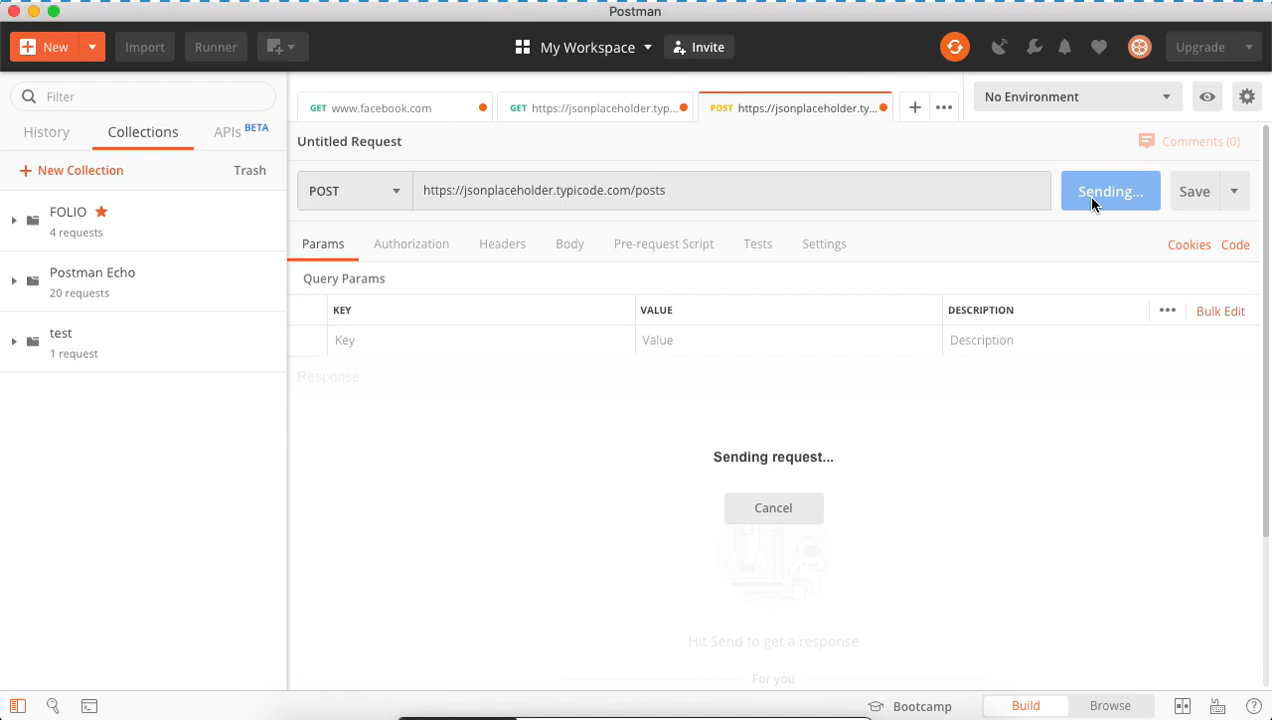 Postman
New
Import
Runner
My Workspace
Invite
Upgrade
Filter
History
Collections
APIs BETA
New Collection
Trash
FOLIO
4 requests
Postman Echo
20 requests
test
1 request
GET www.facebook.com
GET https://jsonplaceholder.typ...
POST https://jsonplaceholder.ty...
No Environment
Untitled Request
Comments (0)
POST
https://jsonplaceholder.typicode.com/posts
Sending...
Save
Params
Authorization
Headers
Body
Pre-request Script
Tests
Settings
Cookies
Code
Query Params
KEY
VALUE
DESCRIPTION
Bulk Edit
Key
Value
Description
Response
Sending request...
Cancel
Hit Send to get a response
For you
Bootcamp
Build
Browse